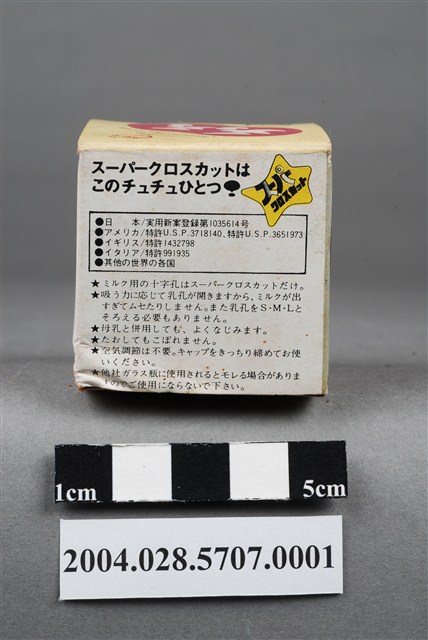 スーパークロスカットは
このチュチュひとつ!
スーパー
クロスカット
●日　　本/実用新案登録第1035614号
●アメリカ/特許U.S.P.3718140、特許U.S.P.3651973
●イギリス/特許1432798
●イタリア/特許991935
●其他の世界の各国
★ミルク用の十字孔はスーパークロスカットだけ。
★吸う力に応じて乳孔が開きますから、ミルクが出
すぎてムセたりしません。また乳孔をS・M・Lと
そろえる必要もありません。
★母乳と併用しても、よくなじみます。
★たおしてもこぼれません。
★空気調節は不要。キャップをきっちり締めてお使
いください。
★他社ガラス瓶に使用されるとモレる場合がありま
すのでご使用にならないで下さい。
1cm
5cm
2004.028.5707.0001